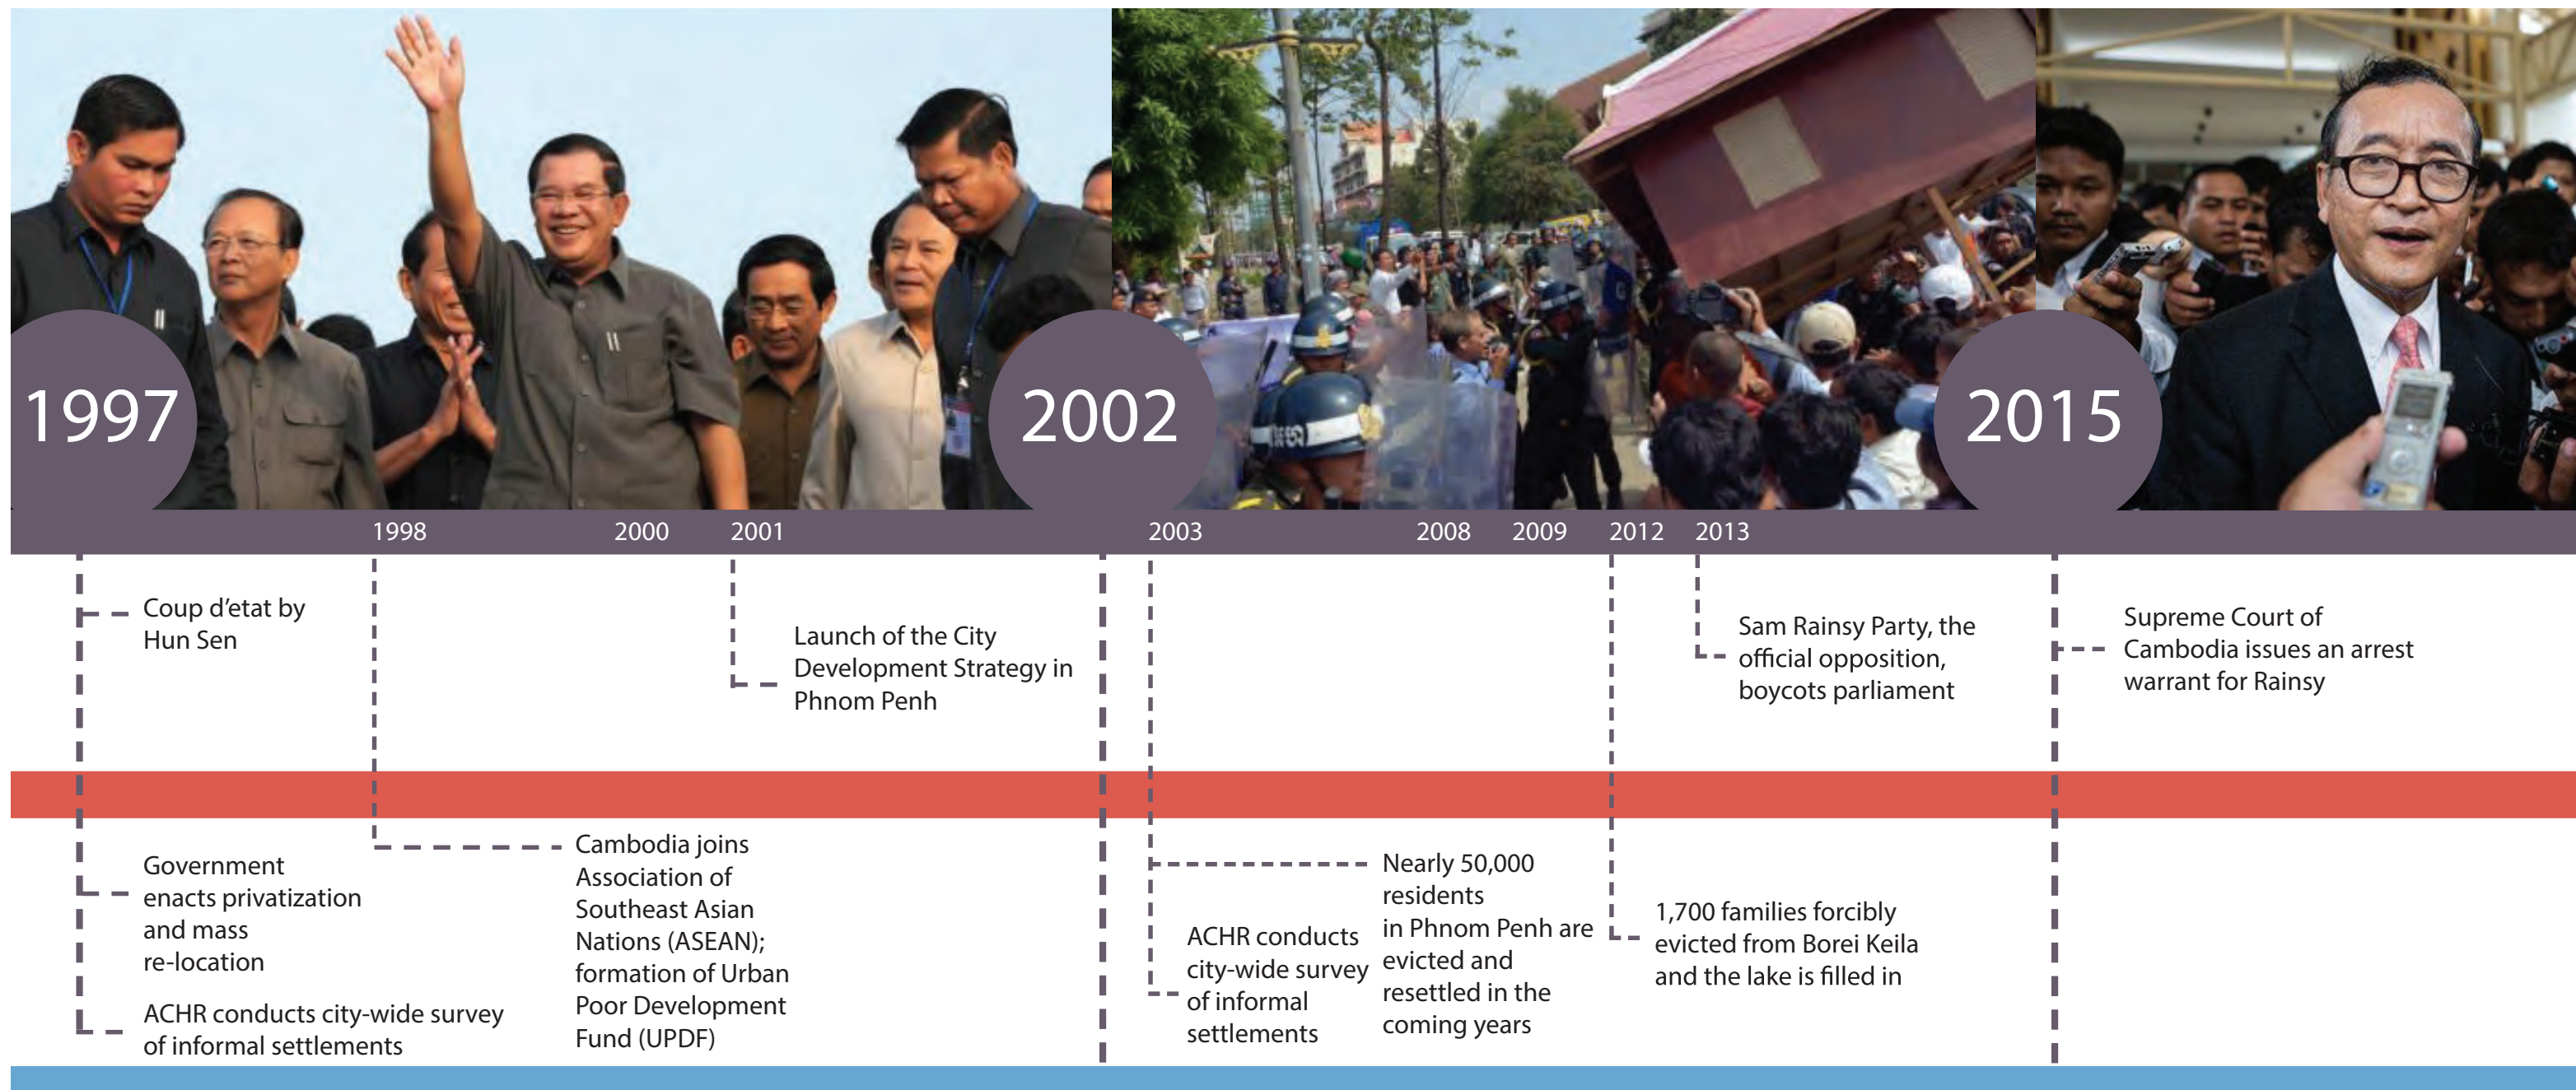 1997
2002
2015
1998
2000
2001
2003
2008
2009
2012
2013
Coup d'etat by
Hun Sen
Launch of the City
Development Strategy in
Phnom Penh
Sam Rainsy Party, the
official opposition,
boycots parliament
Supreme Court of
Cambodia issues an arrest
warrant for Rainsy
Government
enacts privatization
and mass
re-location
ACHR conducts city-wide survey
of informal settlements
Cambodia joins
Association of
Southeast Asian
Nations (ASEAN);
formation of Urban
Poor Development
Fund (UPDF)
ACHR conducts
city-wide survey
of informal
settlements
Nearly 50,000
residents
in Phnom Penh are
evicted and
resettled in the
coming years
1,700 families forcibly
evicted from Borei Keila
and the lake is filled in